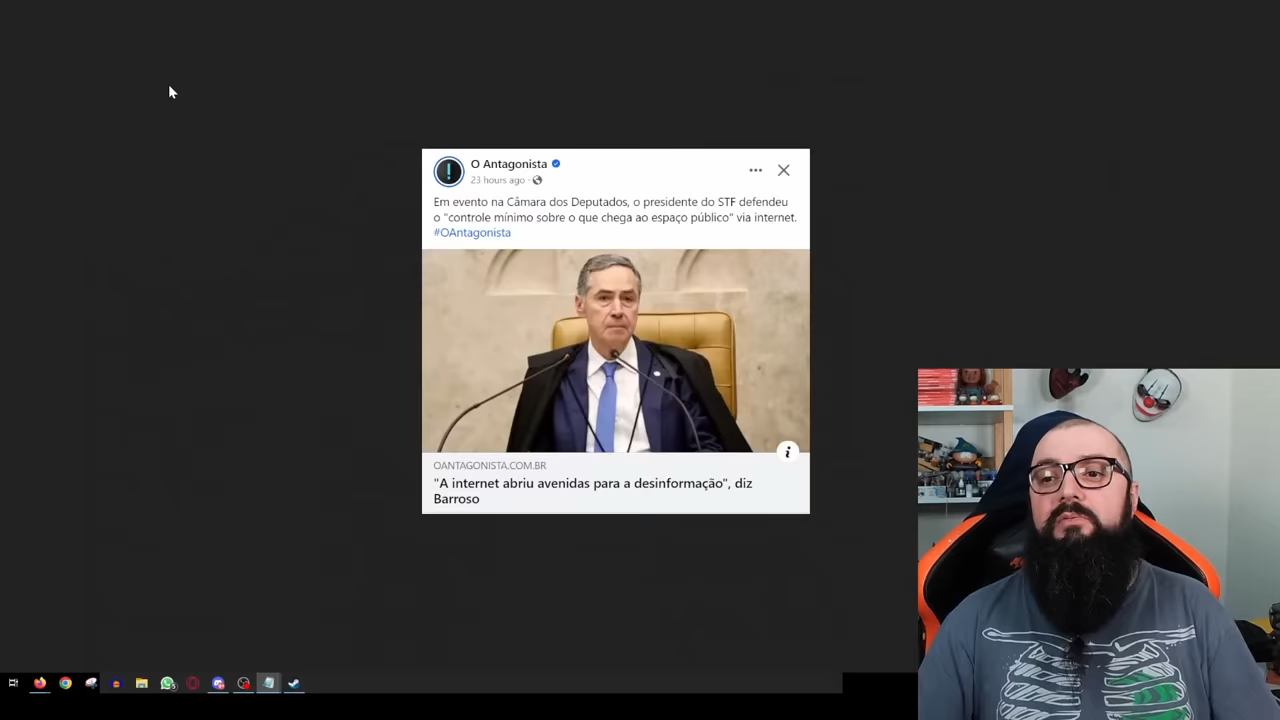 O Antagonista
23 hours ago
Em evento na Câmara dos Deputados, o presidente do STF defendeu
o "controle mínimo sobre o que chega ao espaço público" via internet.
#OAntagonista
OANTAGONISTA.COM.BR
"A internet abriu avenidas para a desinformação", diz
Barroso